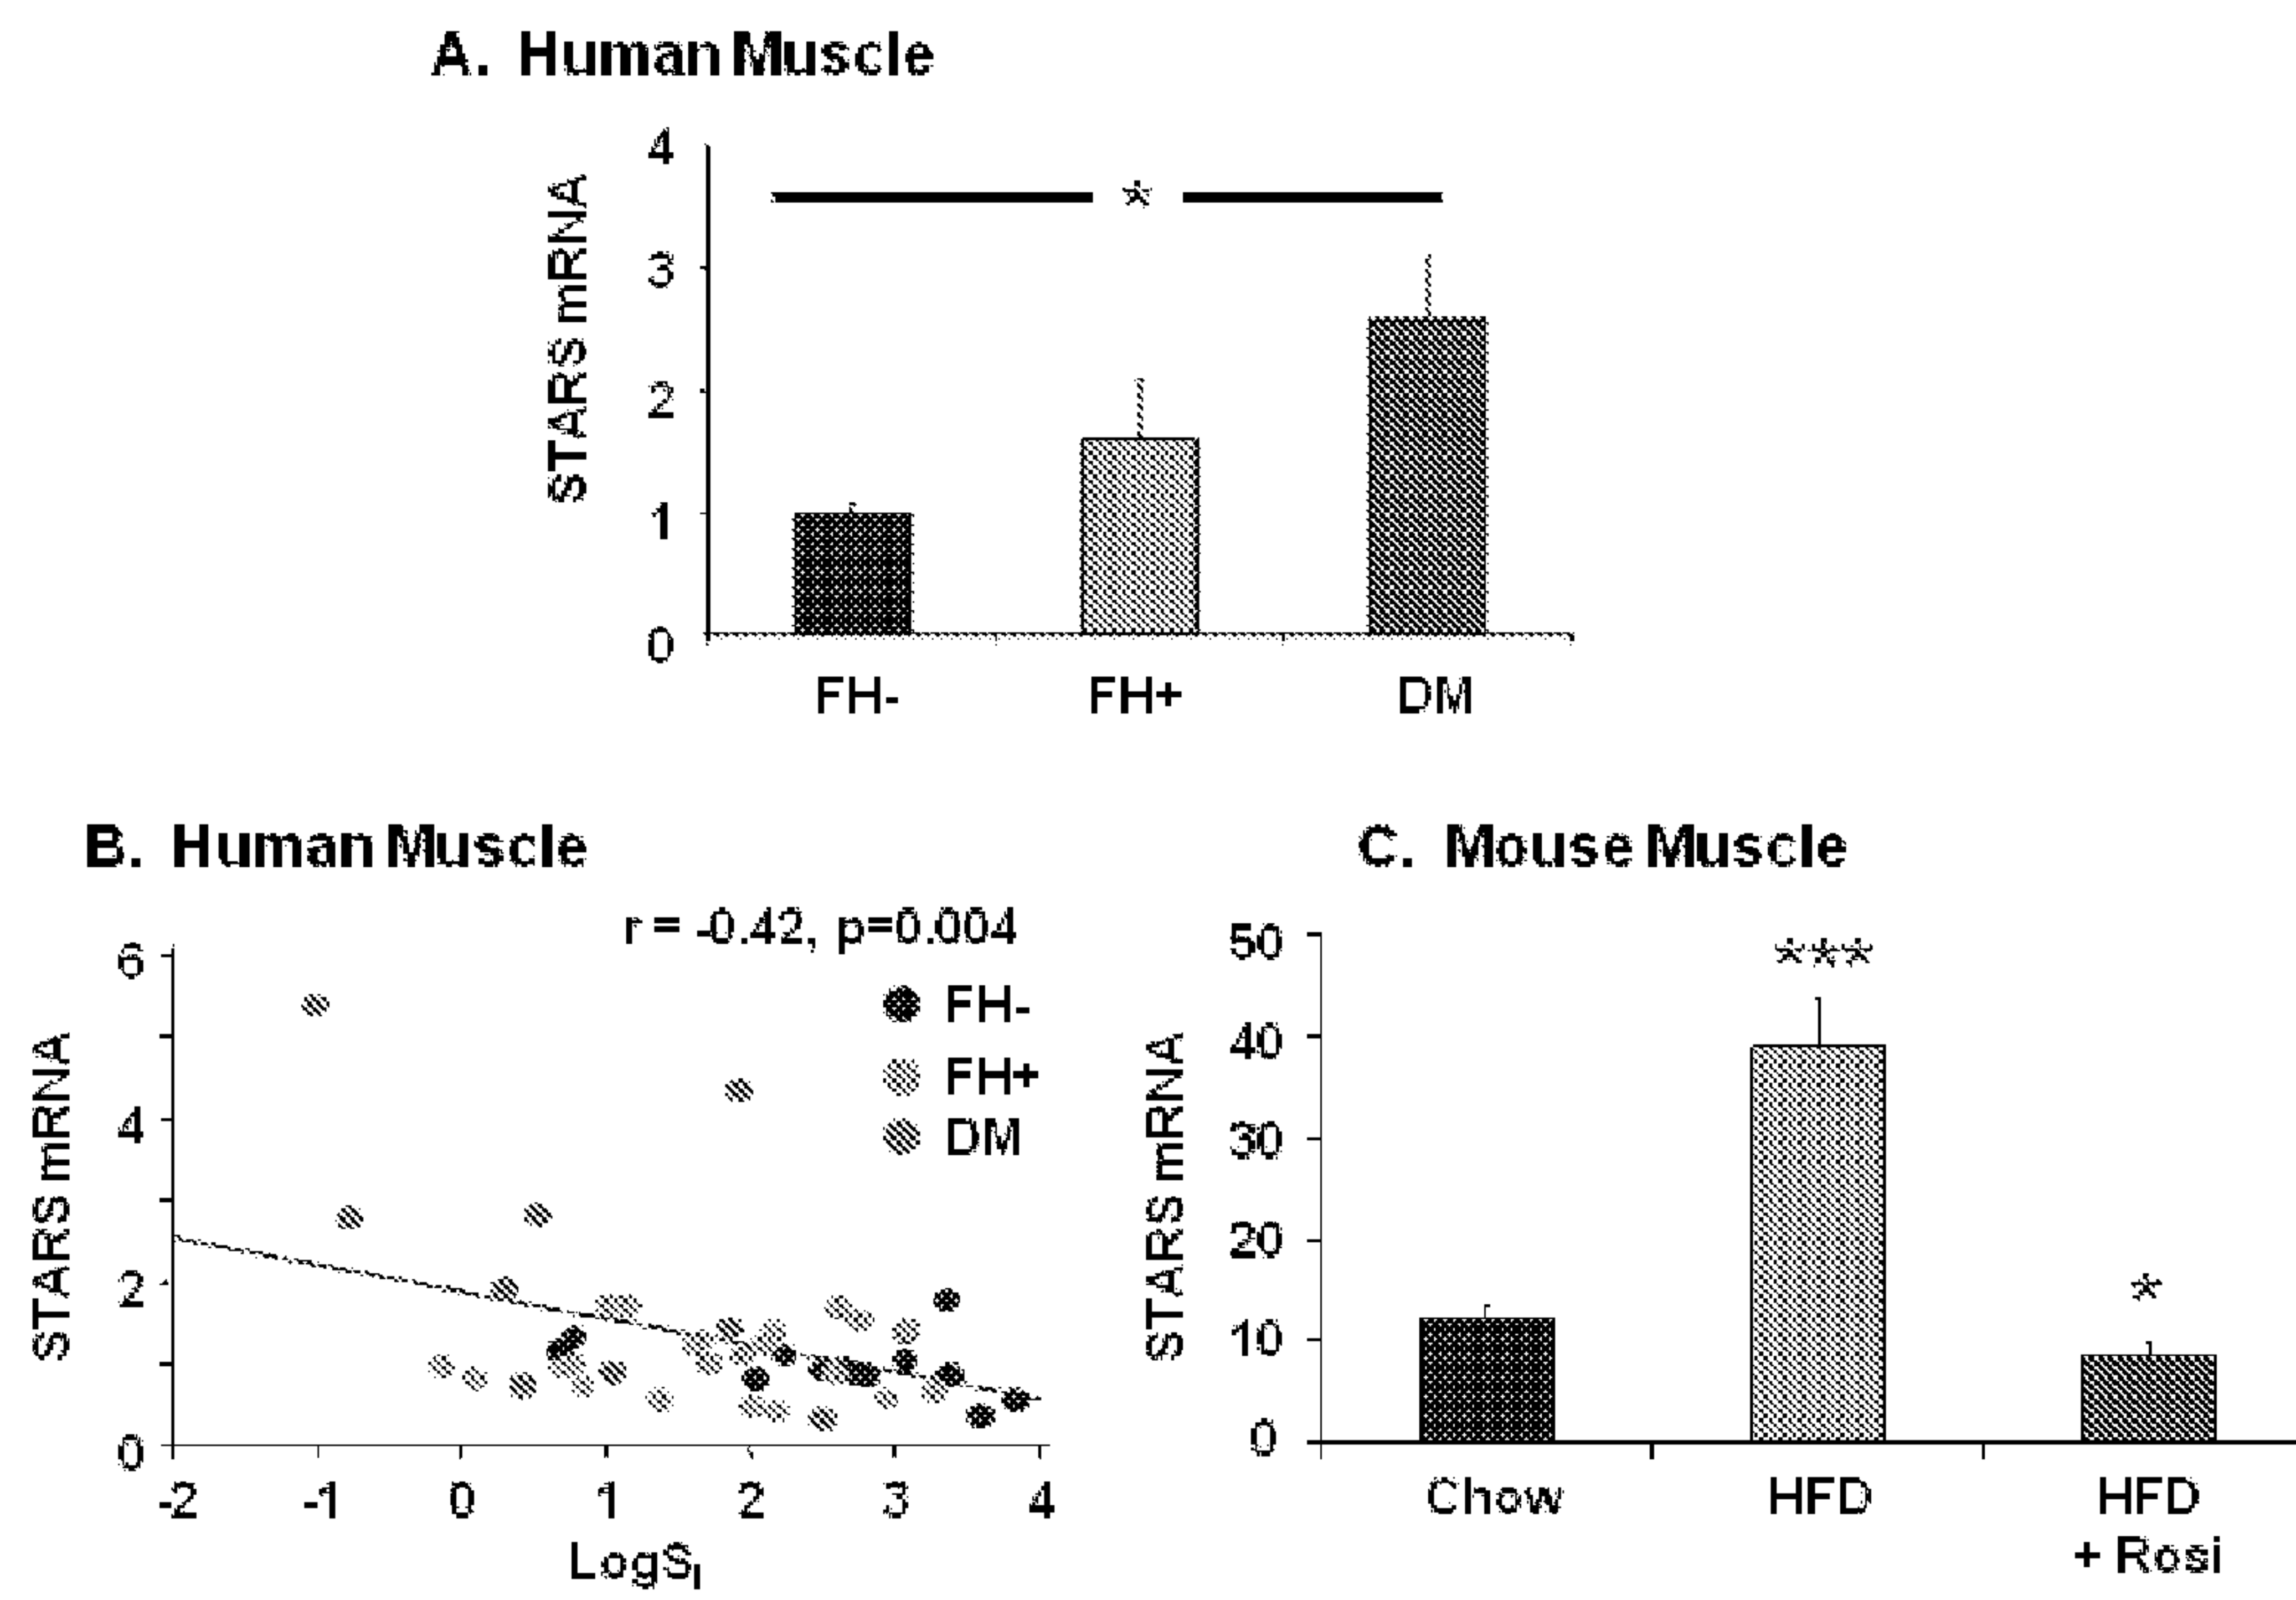 A. Human Muscle
STARS mRNA
4
3
2
1
0
*
FH-
FH+
DM
B. Human Muscle
r = -0.42, p=0.004
STARS mRNA
6
4
2
0
FH-
FH+
DM
-2 -1 0 1 2 3 4
LogSI
C. Mouse Muscle
STARS mRNA
50
40
30
20
10
0
***
*
Chow
HFD
HFD
+ Rosi